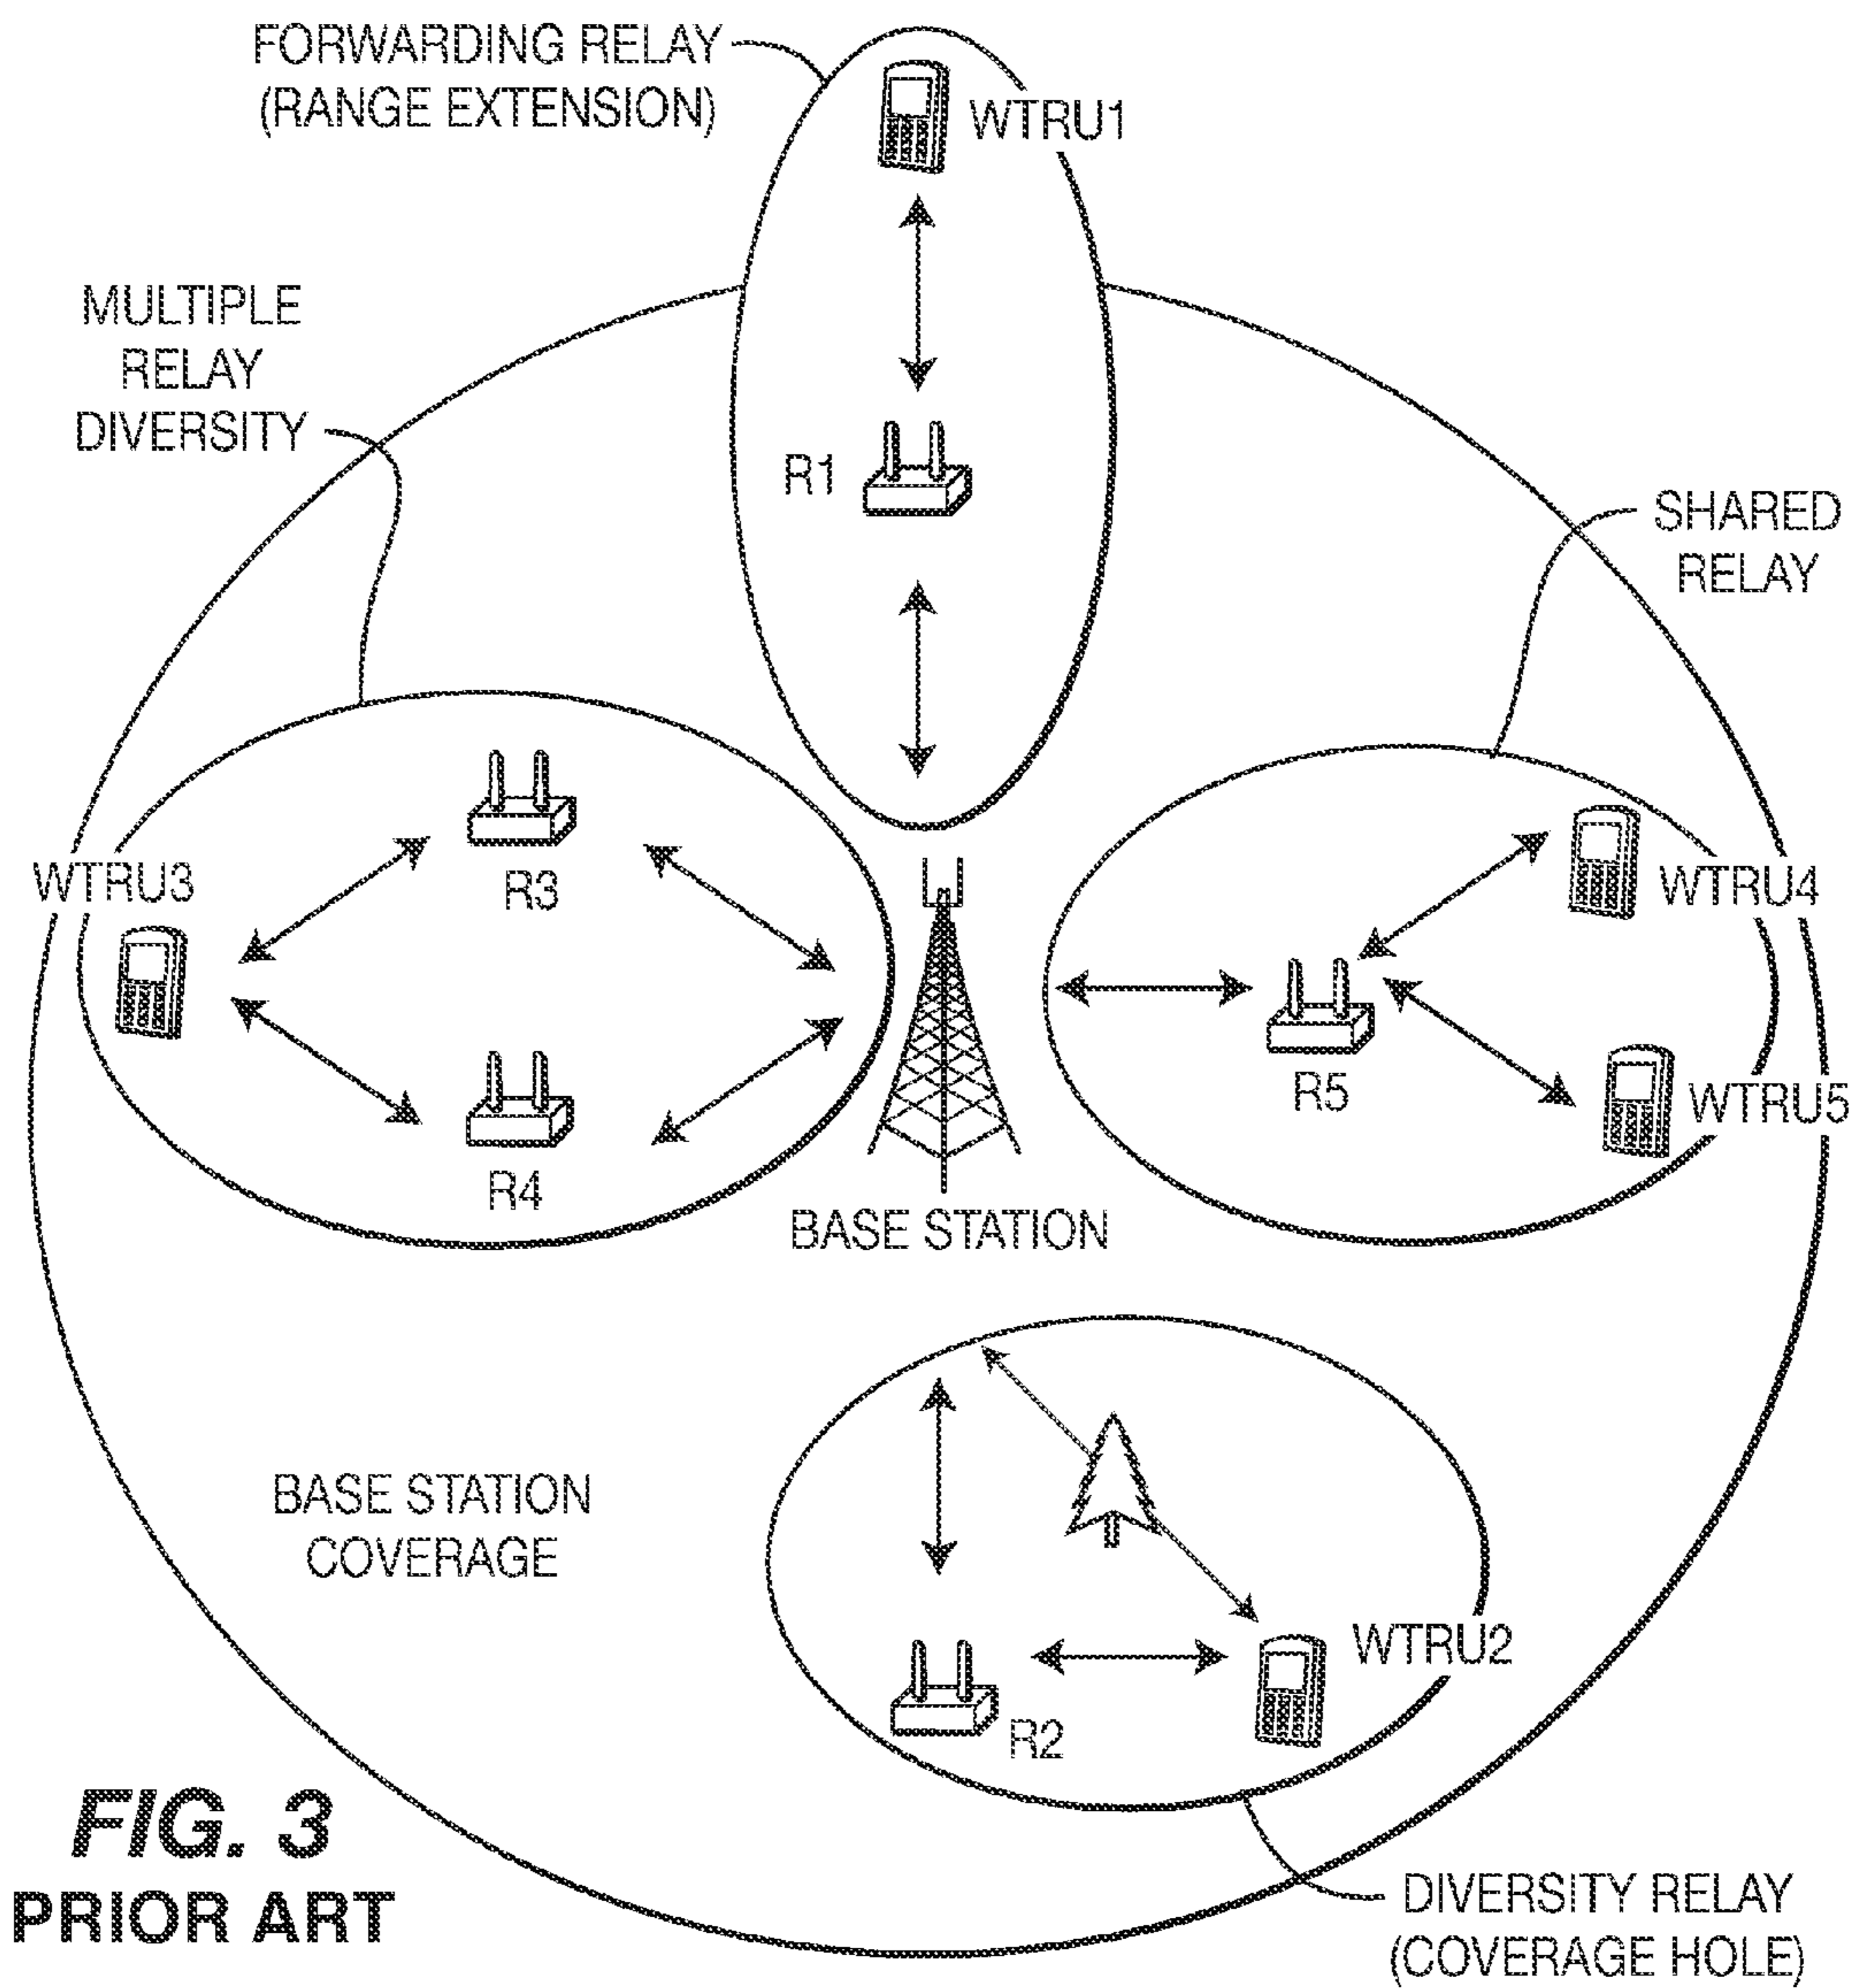 FORWARDING RELAY
(RANGE EXTENSION)
WTRU1
MULTIPLE
RELAY
DIVERSITY
R1
SHARED
RELAY
WTRU3
R3
WTRU4
R5
WTRU5
R4
BASE STATION
BASE STATION
COVERAGE
WTRU2
R2
FIG. 3
PRIOR ART
DIVERSITY RELAY
(COVERAGE HOLE)